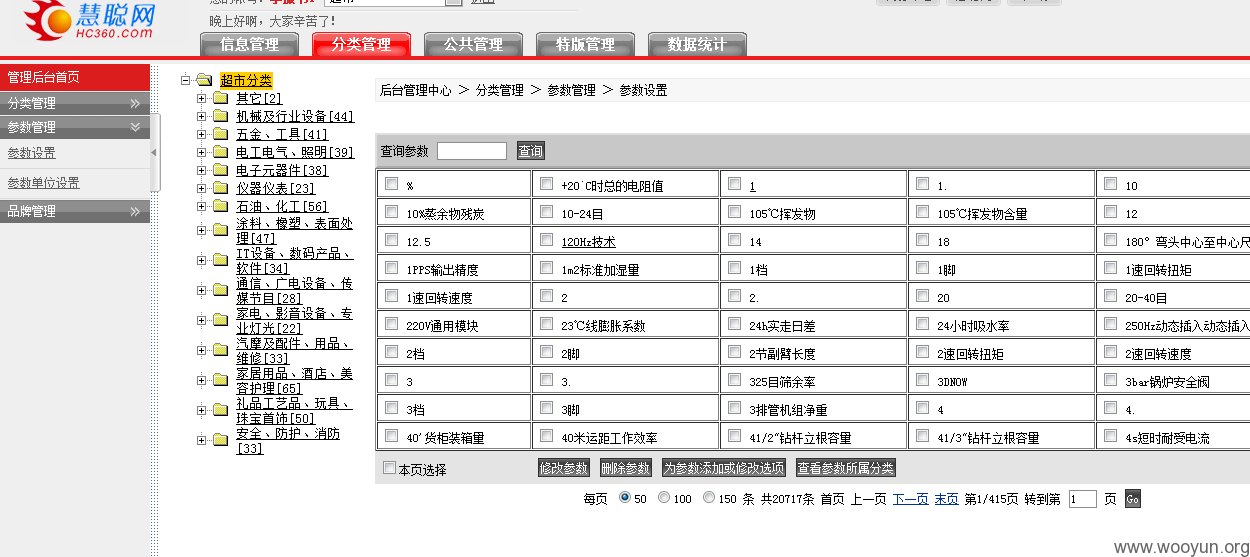 慧聪网
HC360.com
晚上好啊，大家辛苦了！
信息管理 分类管理 公共管理 特版管理 数据统计
管理后台首页
分类管理
参数管理
参数设置
参数单位设置
品牌管理
超市分类
其它[2]
机械及行业设备[44]
五金、工具[41]
电工电气、照明[39]
电子元器件[38]
仪器仪表[23]
石油、化工[56]
涂料、橡塑、表面处
理[47]
IT设备、数码产品、
软件[34]
通信、广电设备、传
媒节目[28]
家电、影音设备、专
业灯光[22]
汽摩及配件、用品、
维修[33]
家居用品、酒店、美
容护理[65]
礼品工艺品、玩具、
珠宝首饰[50]
安全、防护、消防
[33]
后台管理中心 > 分类管理 > 参数管理 > 参数设置
查询参数 查询
% +20℃时总的电阻值 1 1. 10
10%蒸余物残炭 10-24目 105℃挥发物 105℃挥发物含量 12
12.5 120Hz技术 14 18 180°弯头中心至中心尺
1PPS输出精度 1m2标准加湿量 1档 1脚 1速回转扭矩
1速回转速度 2 2. 20 20-40目
220V通用模块 23℃线膨胀系数 24h实走日差 24小时吸水率 250Hz动态插入动态插入
2档 2脚 2节副臂长度 2速回转扭矩 2速回转速度
3 3. 325目筛余率 3DNOW 3bar锅炉安全阀
3档 3脚 3排管机组净重 4 4.
40'货柜装箱量 40米运距工作效率 41/2"钻杆立根容量 41/3"钻杆立根容量 4s短时耐受电流
本页选择 修改参数 删除参数 为参数添加或修改选项 查看参数所属分类
每页 50 100 150 条 共20717条 首页 上一页 下一页 末页 第1/415页 转到第 1 页 Go
www.wooyun.org